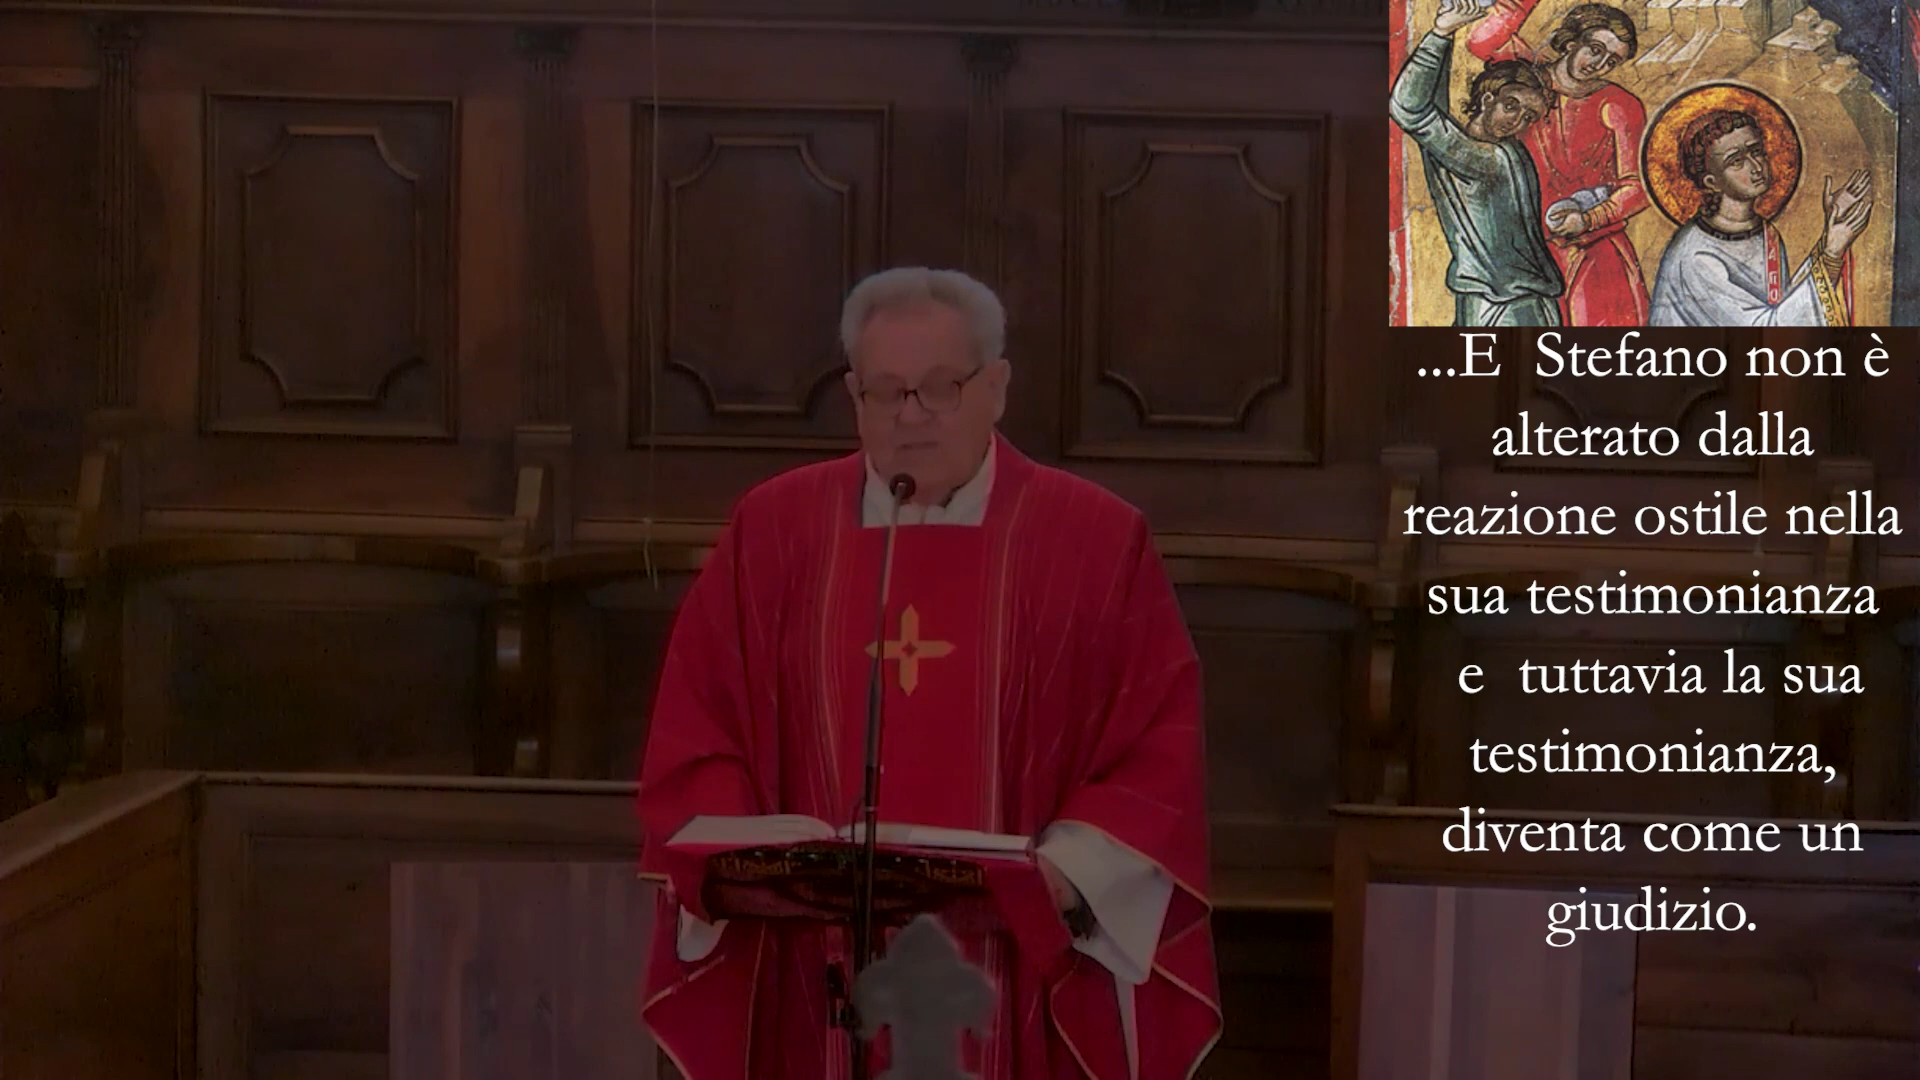 ...E  Stefano non è
alterato dalla
reazione ostile nella
sua testimonianza
e  tuttavia la sua
testimonianza,
diventa come un
giudizio.